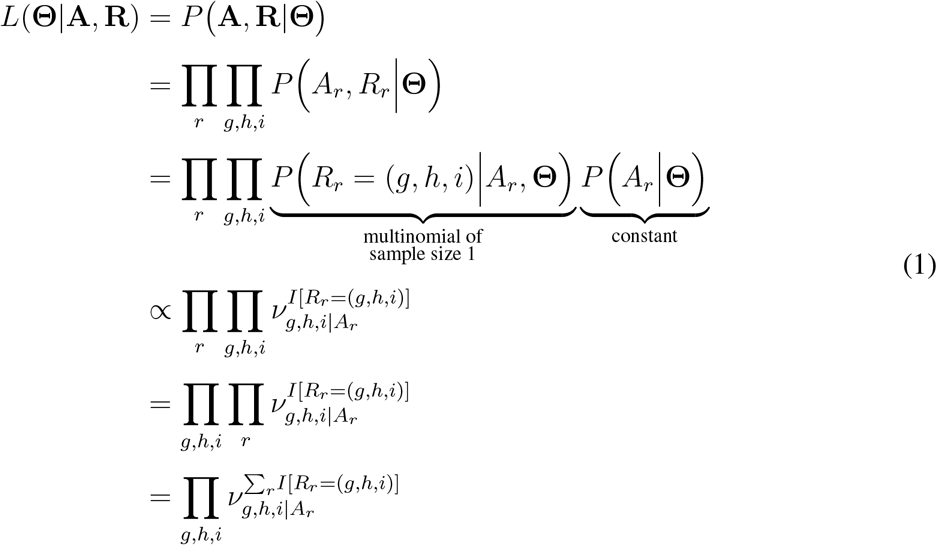 L(Θ|A, R) = P(A, R|Θ)
= ∏_r ∏_{g,h,i} P(A_r, R_r|Θ)
= ∏_r ∏_{g,h,i} P(R_r = (g, h, i)|A_r, Θ) P(A_r|Θ)
multinomial of constant
sample size 1
(1)
∝ ∏_r ∏_{g,h,i} ν_{g,h,i|A_r}^{I[R_r=(g,h,i)]}
= ∏_{g,h,i} ∏_r ν_{g,h,i|A_r}^{I[R_r=(g,h,i)]}
= ∏_{g,h,i} ν_{g,h,i|A_r}^{∑_r I[R_r=(g,h,i)]}